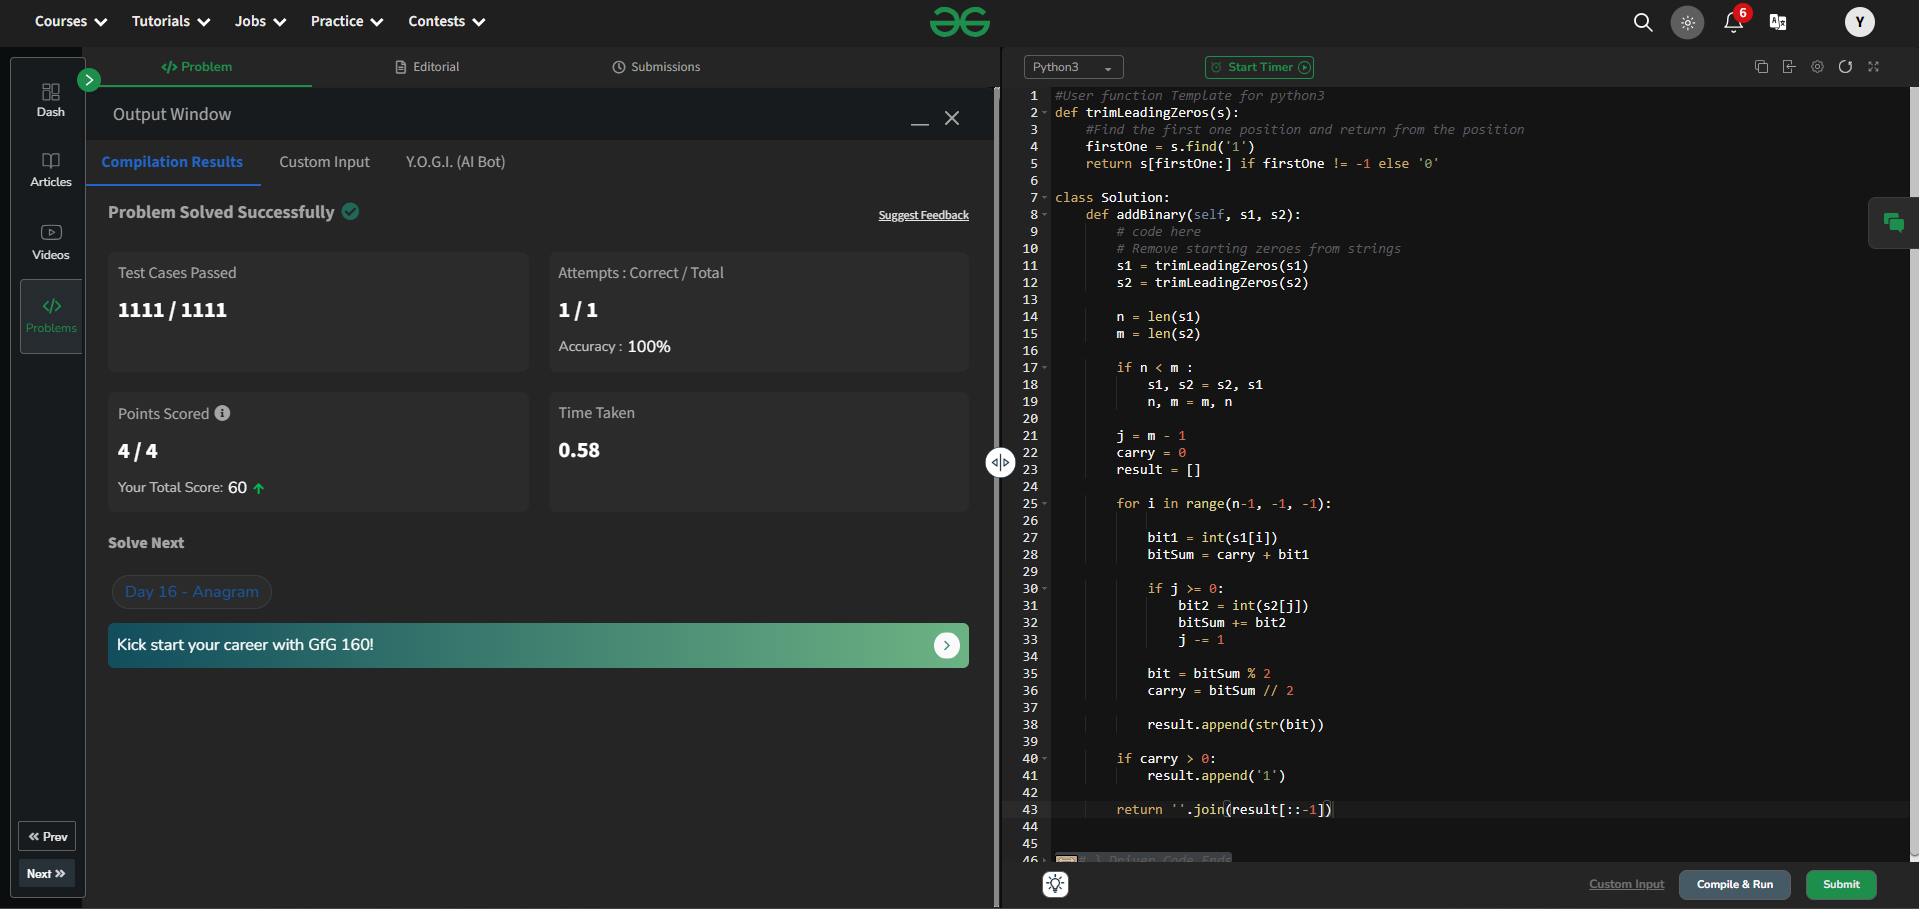 Courses Tutorials Jobs Practice Contests
6
Y
Dash
Articles
Videos
Problems
Prev
Next
Problem Editorial Submissions
Output Window
Compilation Results Custom Input Y.O.G.I. (AI Bot)
Problem Solved Successfully
Suggest Feedback
Test Cases Passed
1111 / 1111
Attempts : Correct / Total
1 / 1
Accuracy : 100%
Points Scored
4 / 4
Your Total Score: 60
Time Taken
0.58
Solve Next
Day 16 - Anagram
Kick start your career with GfG 160!
Python3 Start Timer
1 #User function Template for python3
2 def trimLeadingZeros(s):
3 #Find the first one position and return from the position
4 firstOne = s.find('1')
5 return s[firstOne:] if firstOne != -1 else '0'
6
7 class Solution:
8 def addBinary(self, s1, s2):
9 # code here
10 # Remove starting zeroes from strings
11 s1 = trimLeadingZeros(s1)
12 s2 = trimLeadingZeros(s2)
13
14 n = len(s1)
15 m = len(s2)
16
17 if n < m :
18 s1, s2 = s2, s1
19 n, m = m, n
20
21 j = m - 1
22 carry = 0
23 result = []
24
25 for i in range(n-1, -1, -1):
26
27 bit1 = int(s1[i])
28 bitSum = carry + bit1
29
30 if j >= 0:
31 bit2 = int(s2[j])
32 bitSum += bit2
33 j -= 1
34
35 bit = bitSum % 2
36 carry = bitSum // 2
37
38 result.append(str(bit))
39
40 if carry > 0:
41 result.append('1')
42
43 return ''.join(result[::-1])
44
45
46 # } Driver Code Ends
Custom Input Compile & Run Submit